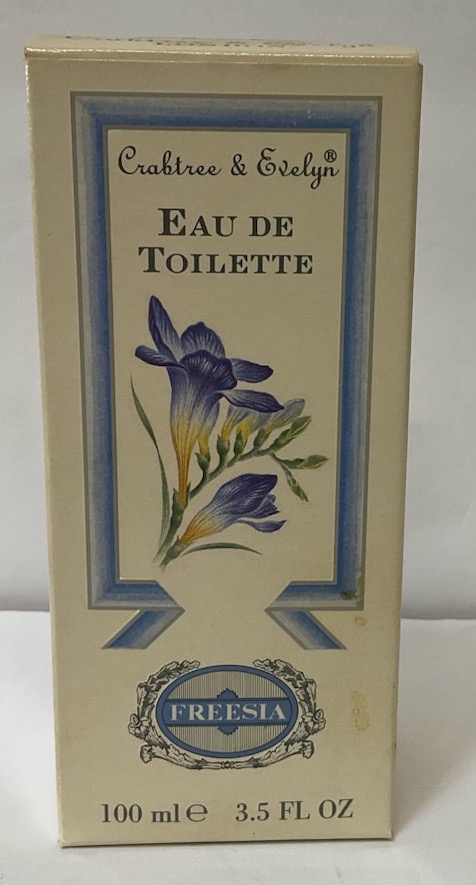 Crabtree & Evelyn®
EAU DE
TOILETTE
FREESIA
100 ml ℮ 3.5 FL OZ